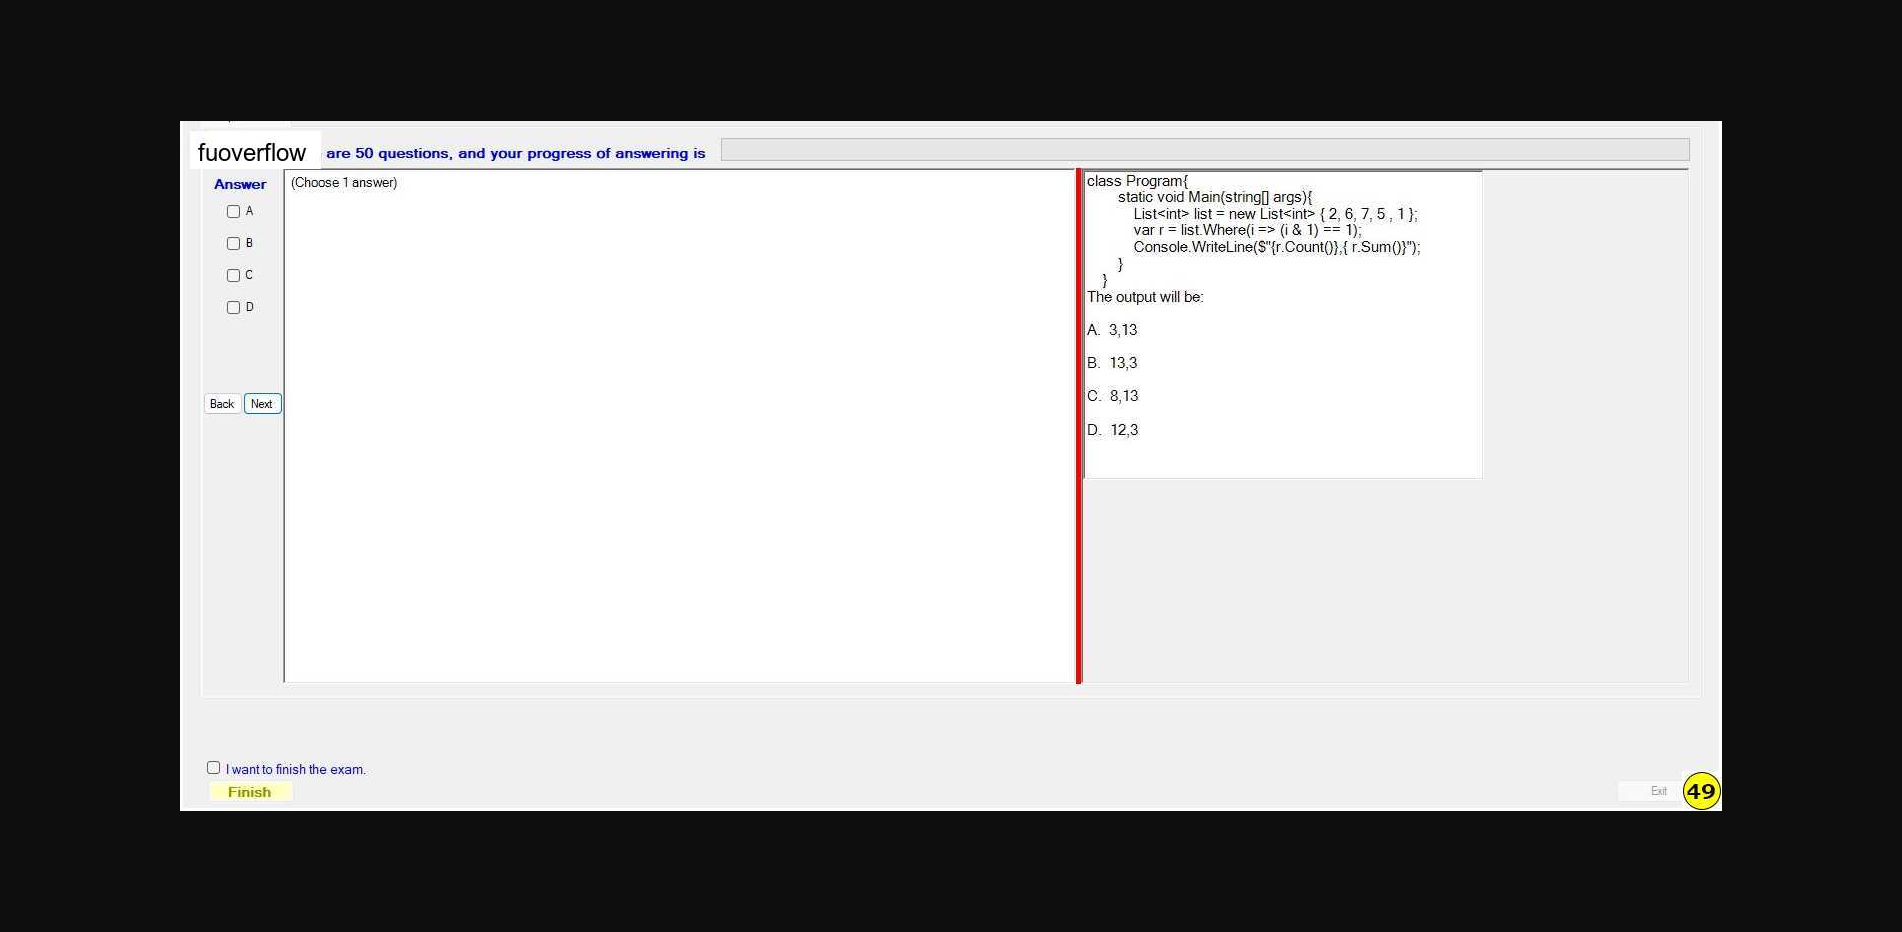 fuoverflow are 50 questions, and your progress of answering is
Answer
A
B
C
D
Back Next
(Choose 1 answer)
class Program{
static void Main(string[] args){
List<int> list = new List<int> { 2, 6, 7, 5 , 1 };
var r = list.Where(i => (i & 1) == 1);
Console.WriteLine($"{r.Count()},{ r.Sum()}");
}
}
The output will be:
A. 3,13
B. 13,3
C. 8,13
D. 12,3
I want to finish the exam.
Finish
Exit
49